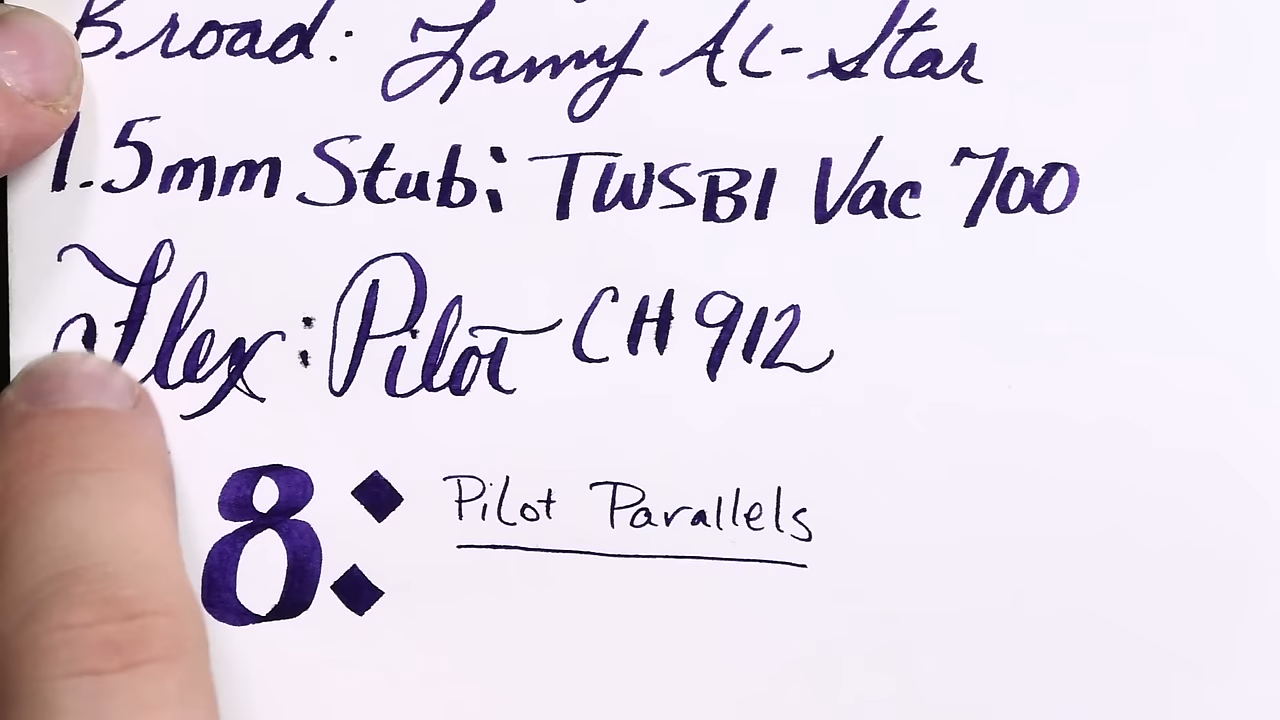 Broad: Lamy AL-Star
1.5mm Stub: TWSBI Vac 700
Flex: Pilot CH 912
8: Pilot Parallels